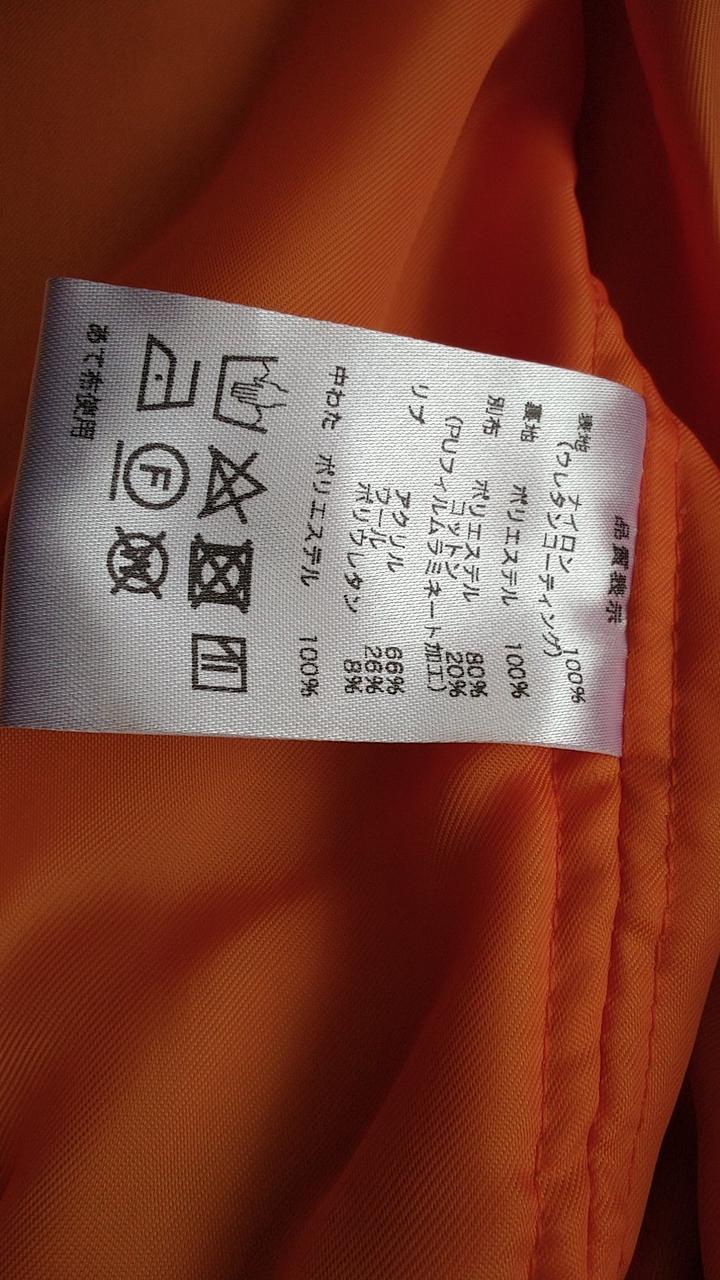 品質表示
表地 ナイロン 100%
(ウレタンコーティング)
裏地 ポリエステル 100%
別布 ポリエステル 80%
コットン 20%
(PUフィルムラミネート加工)
リブ アクリル 66%
ウール 26%
ポリウレタン 8%
中わた ポリエステル 100%
F
あて布使用